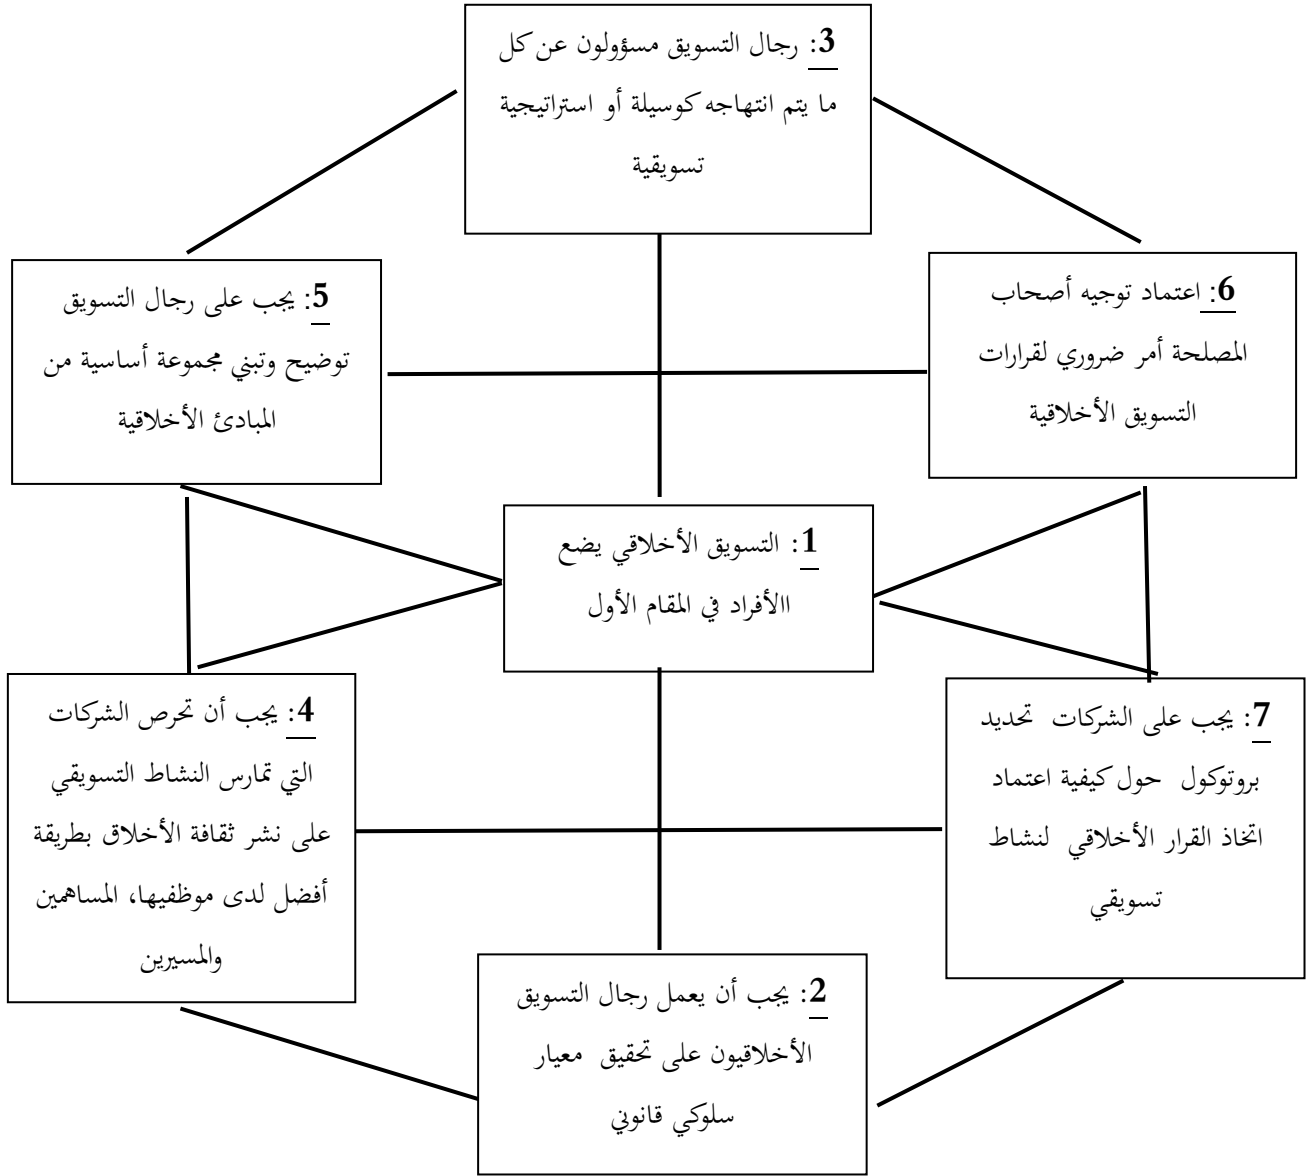 3: رجال التسويق مسؤولون عن كل
ما يتم انتهاجه كوسيلة أو استراتيجية
تسويقية
6: اعتماد توجيه أصحاب
المصلحة أمر ضروري لقرارات
التسويق الأخلاقية
5: يجب على رجال التسويق
توضيح وتبني مجموعة أساسية من
المبادئ الأخلاقية
1: التسويق الأخلاقي يضع
االأفراد في المقام الأول
7: يجب على الشركات تحديد
بروتوكول حول كيفية اعتماد
اتخاذ القرار الأخلاقي لنشاط
تسويقي
4: يجب أن تحرص الشركات
التي تمارس النشاط التسويقي
على نشر ثقافة الأخلاق بطريقة
أفضل لدى موظفيها، المساهمين
والمسيرين
2: يجب أن يعمل رجال التسويق
الأخلاقيون على تحقيق معيار
سلوكي قانوني